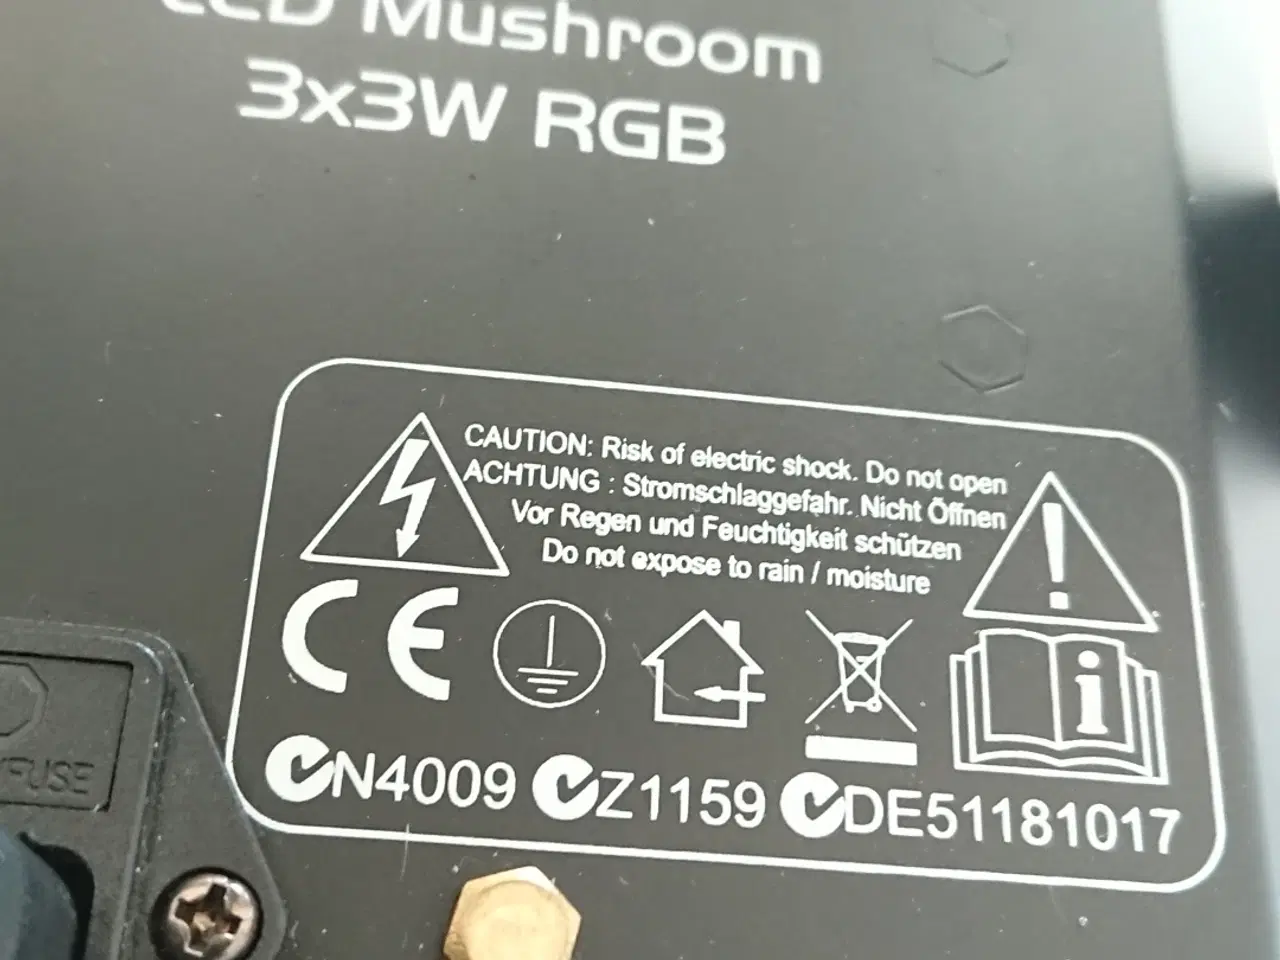 LED Mushroom
3x3W RGB
CAUTION: Risk of electric shock. Do not open
ACHTUNG : Stromschlaggefahr. Nicht Öffnen
Vor Regen und Feuchtigkeit schützen
Do not expose to rain / moisture
CE
i
N4009 Z1159 DE51181017
FUSE